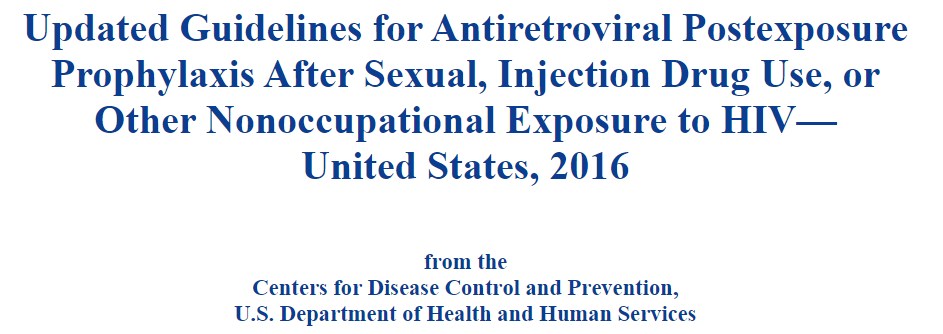 Updated Guidelines for Antiretroviral Postexposure
Prophylaxis After Sexual, Injection Drug Use, or
Other Nonoccupational Exposure to HIV—
United States, 2016
from the
Centers for Disease Control and Prevention,
U.S. Department of Health and Human Services